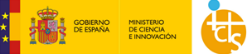 GOBIERNO
DE ESPAÑA
MINISTERIO
DE CIENCIA
E INNOVACIÓN